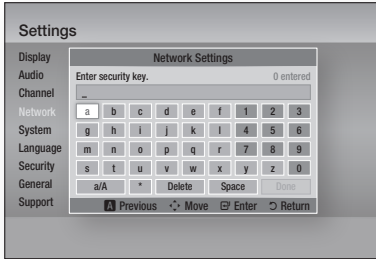 Settings
Display
Audio
Channel
Network
System
Language
Security
General
Support
Network Settings
Enter security key. 0 entered
_
a b c d e f 1 2 3
g h i j k l 4 5 6
m n o p q r 7 8 9
s t u v w x y z 0
a/A * Delete Space Done
A Previous Move Enter Return